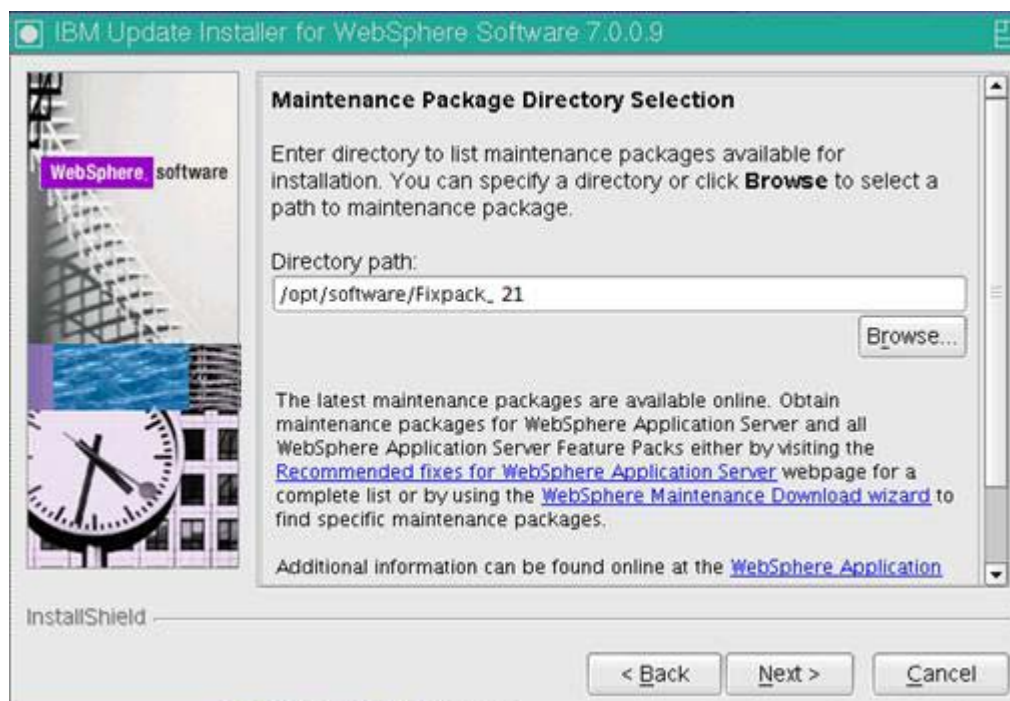 IBM Update Installer for WebSphere Software 7.0.0.9
WebSphere software
Maintenance Package Directory Selection
Enter directory to list maintenance packages available for
installation. You can specify a directory or click Browse to select a
path to maintenance package.
Directory path:
/opt/software/Fixpack_ 21
Browse...
The latest maintenance packages are available online. Obtain
maintenance packages for WebSphere Application Server and all
WebSphere Application Server Feature Packs either by visiting the
Recommended fixes for WebSphere Application Server webpage for a
complete list or by using the WebSphere Maintenance Download wizard to
find specific maintenance packages.
Additional information can be found online at the WebSphere Application
InstallShield
< Back
Next >
Cancel